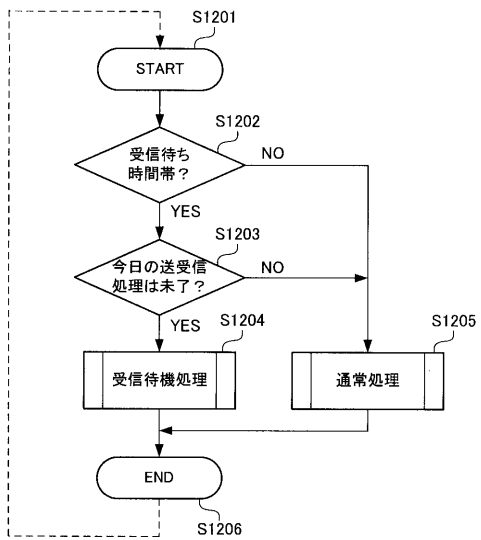 S1201
START
S1202
受信待ち
時間帯？
NO
YES
S1203
今日の送受信
処理は未了？
NO
YES
S1204
受信待機処理
S1205
通常処理
END
S1206